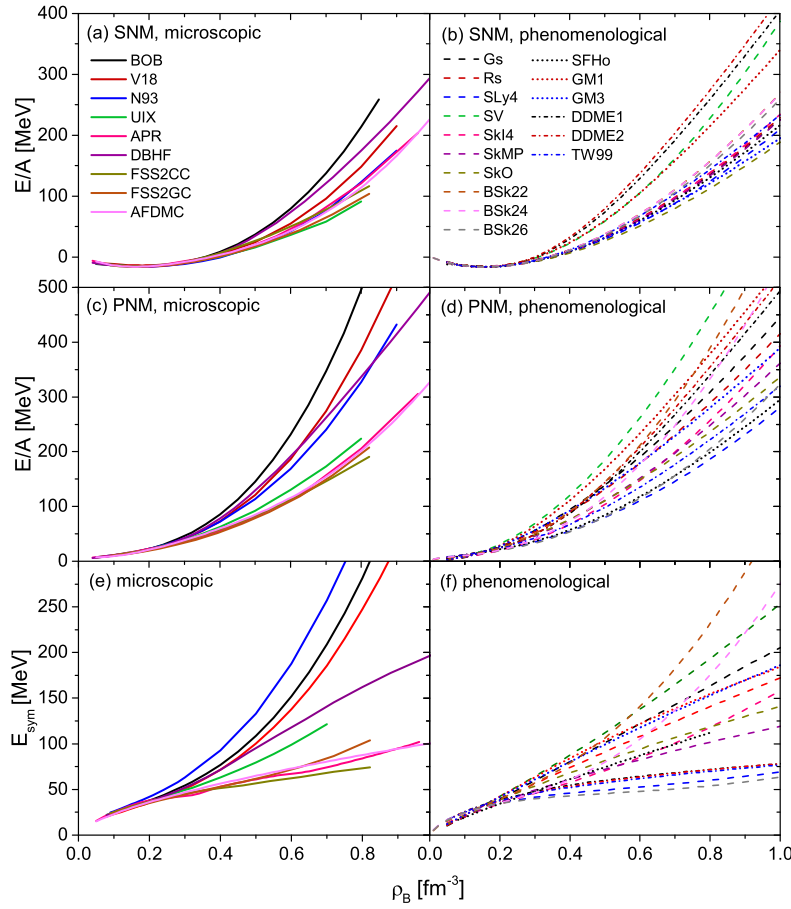 (a) SNM, microscopic
BOB
V18
N93
UIX
APR
DBHF
FSS2CC
FSS2GC
AFDMC
E/A [MeV]
400
300
200
100
0
(b) SNM, phenomenological
Gs
Rs
SLy4
SV
SkI4
SkMP
SkO
BSk22
BSk24
BSk26
SFHo
GM1
GM3
DDME1
DDME2
TW99
(c) PNM, microscopic
E/A [MeV]
500
400
300
200
100
0
(d) PNM, phenomenological
(e) microscopic
E_sym [MeV]
250
200
150
100
50
0
(f) phenomenological
0.0 0.2 0.4 0.6 0.8 0.0 0.2 0.4 0.6 0.8 1.0
ρ_B [fm⁻³]